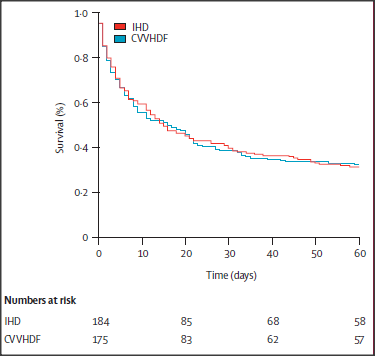 1·0
IHD
CVVHDF
0·8
0·6
Survival (%)
0·4
0·2
0
0 10 20 30 40 50 60
Time (days)
Numbers at risk
IHD 184 85 68 58
CVVHDF 175 83 62 57